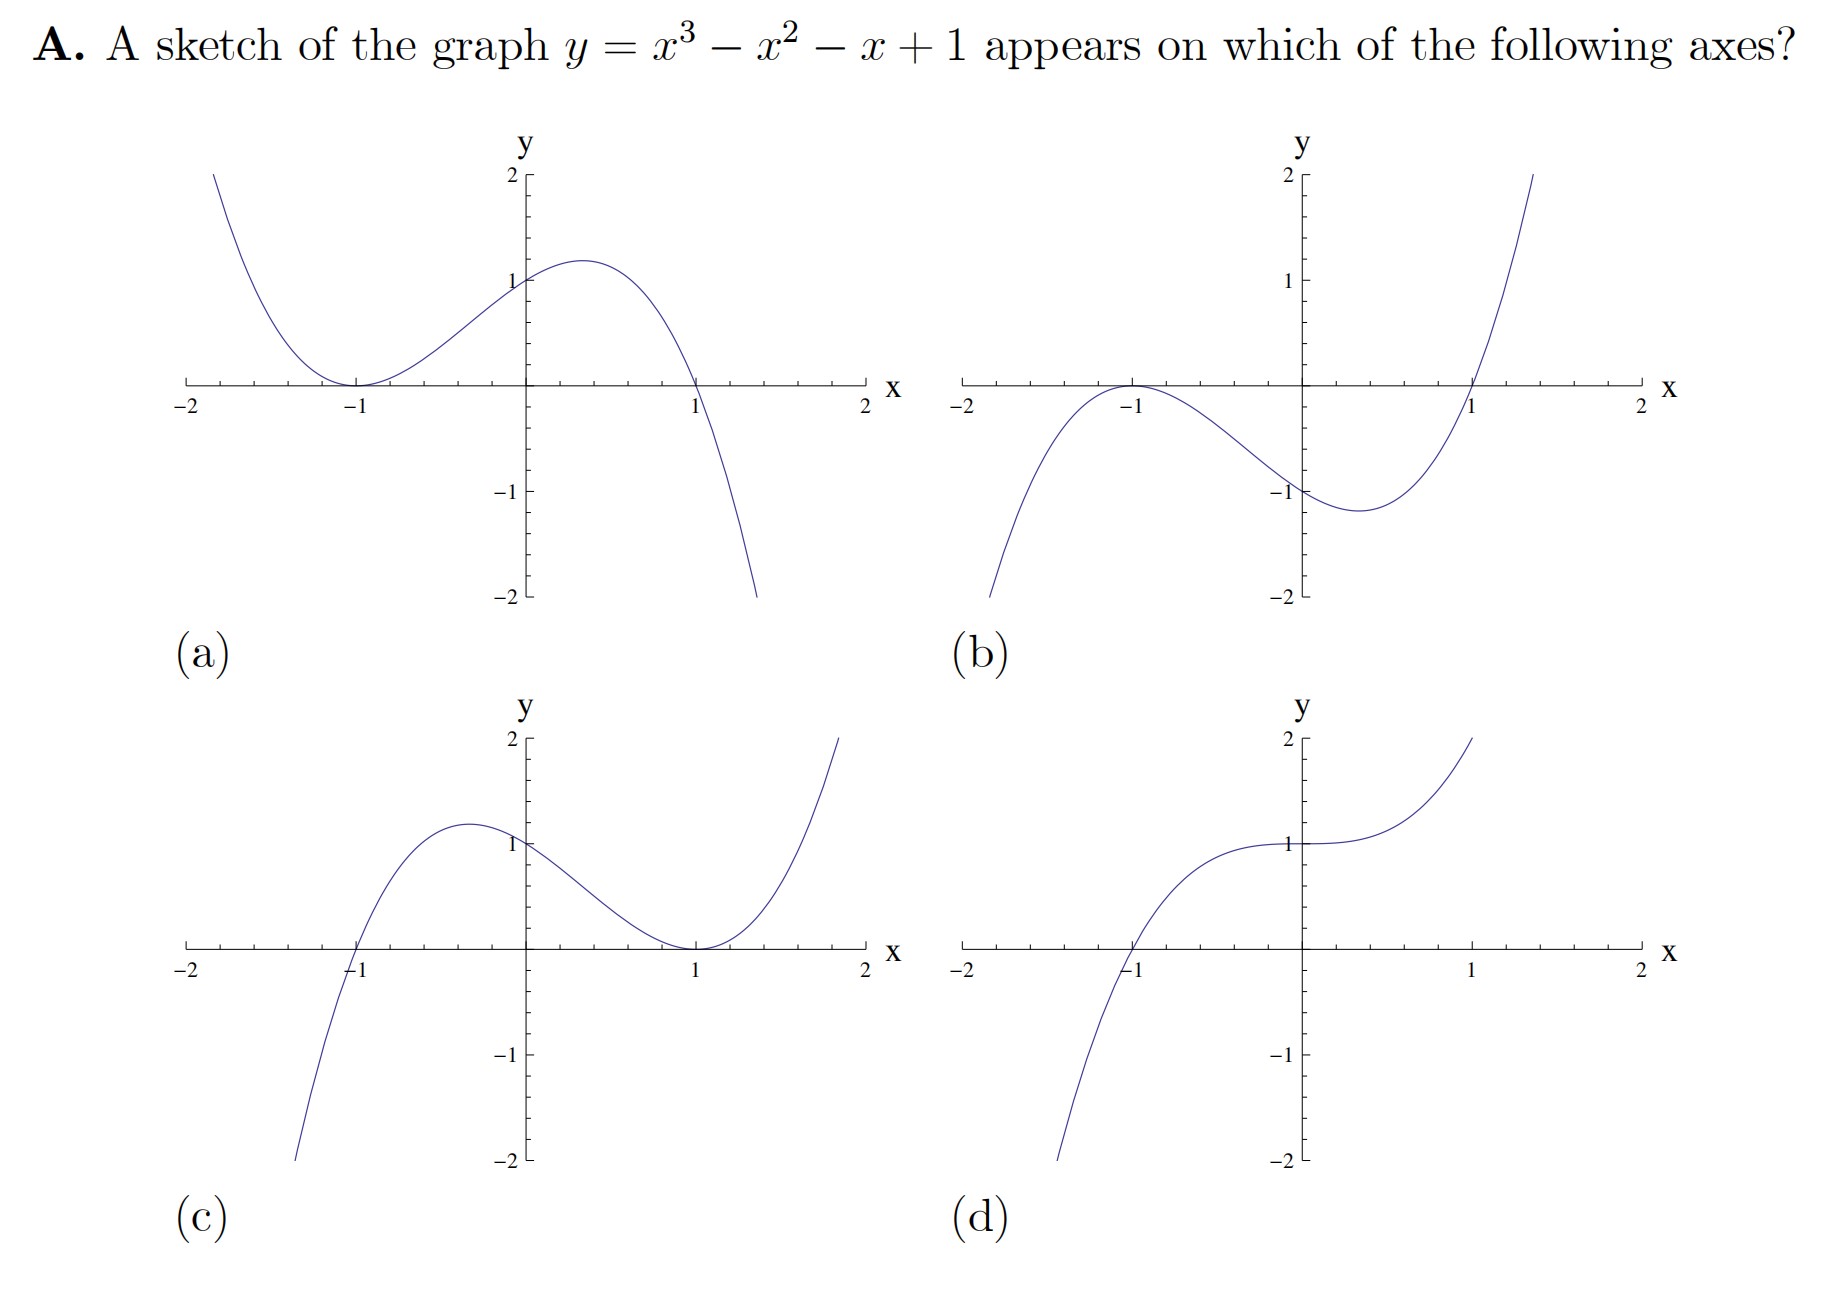 A. A sketch of the graph y = x³ − x² − x + 1 appears on which of the following axes?
y y
2 2
1 1
−2 −1 1 2 x −2 −1 1 2 x
−1 −1
−2 −2
(a) (b)
y y
2 2
1 1
−2 −1 1 2 x −2 −1 1 2 x
−1 −1
−2 −2
(c) (d)